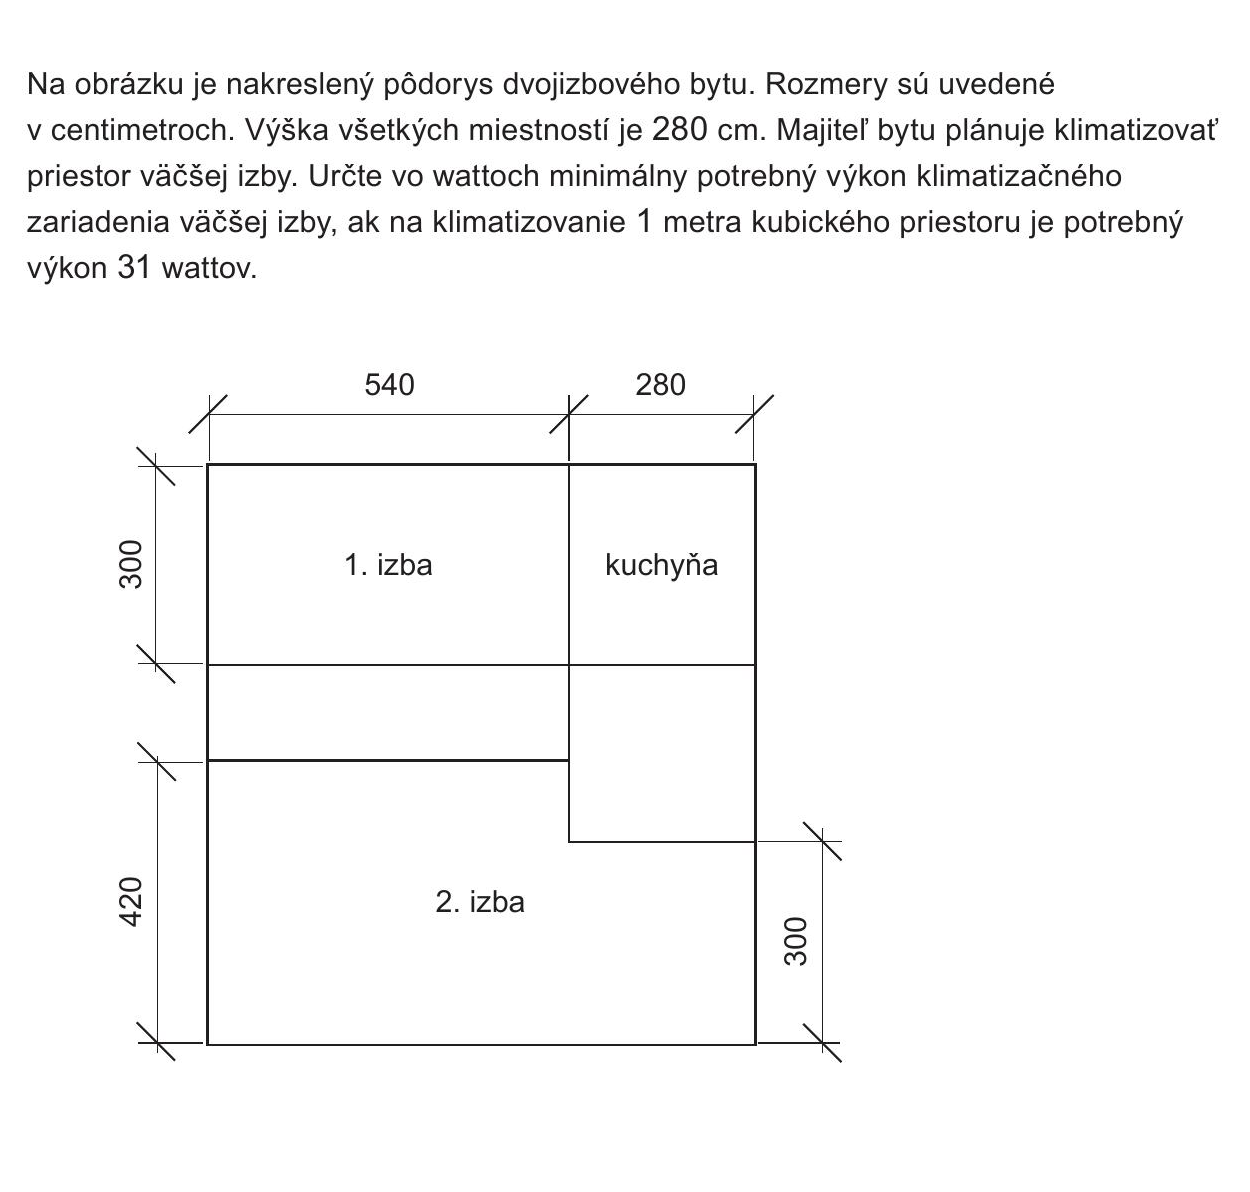 Na obrázku je nakreslený pôdorys dvojizbového bytu. Rozmery sú uvedené
v centimetroch. Výška všetkých miestností je 280 cm. Majiteľ bytu plánuje klimatizovať
priestor väčšej izby. Určte vo wattoch minimálny potrebný výkon klimatizačného
zariadenia väčšej izby, ak na klimatizovanie 1 metra kubického priestoru je potrebný
výkon 31 wattov.
540
280
300
1. izba
kuchyňa
420
2. izba
300